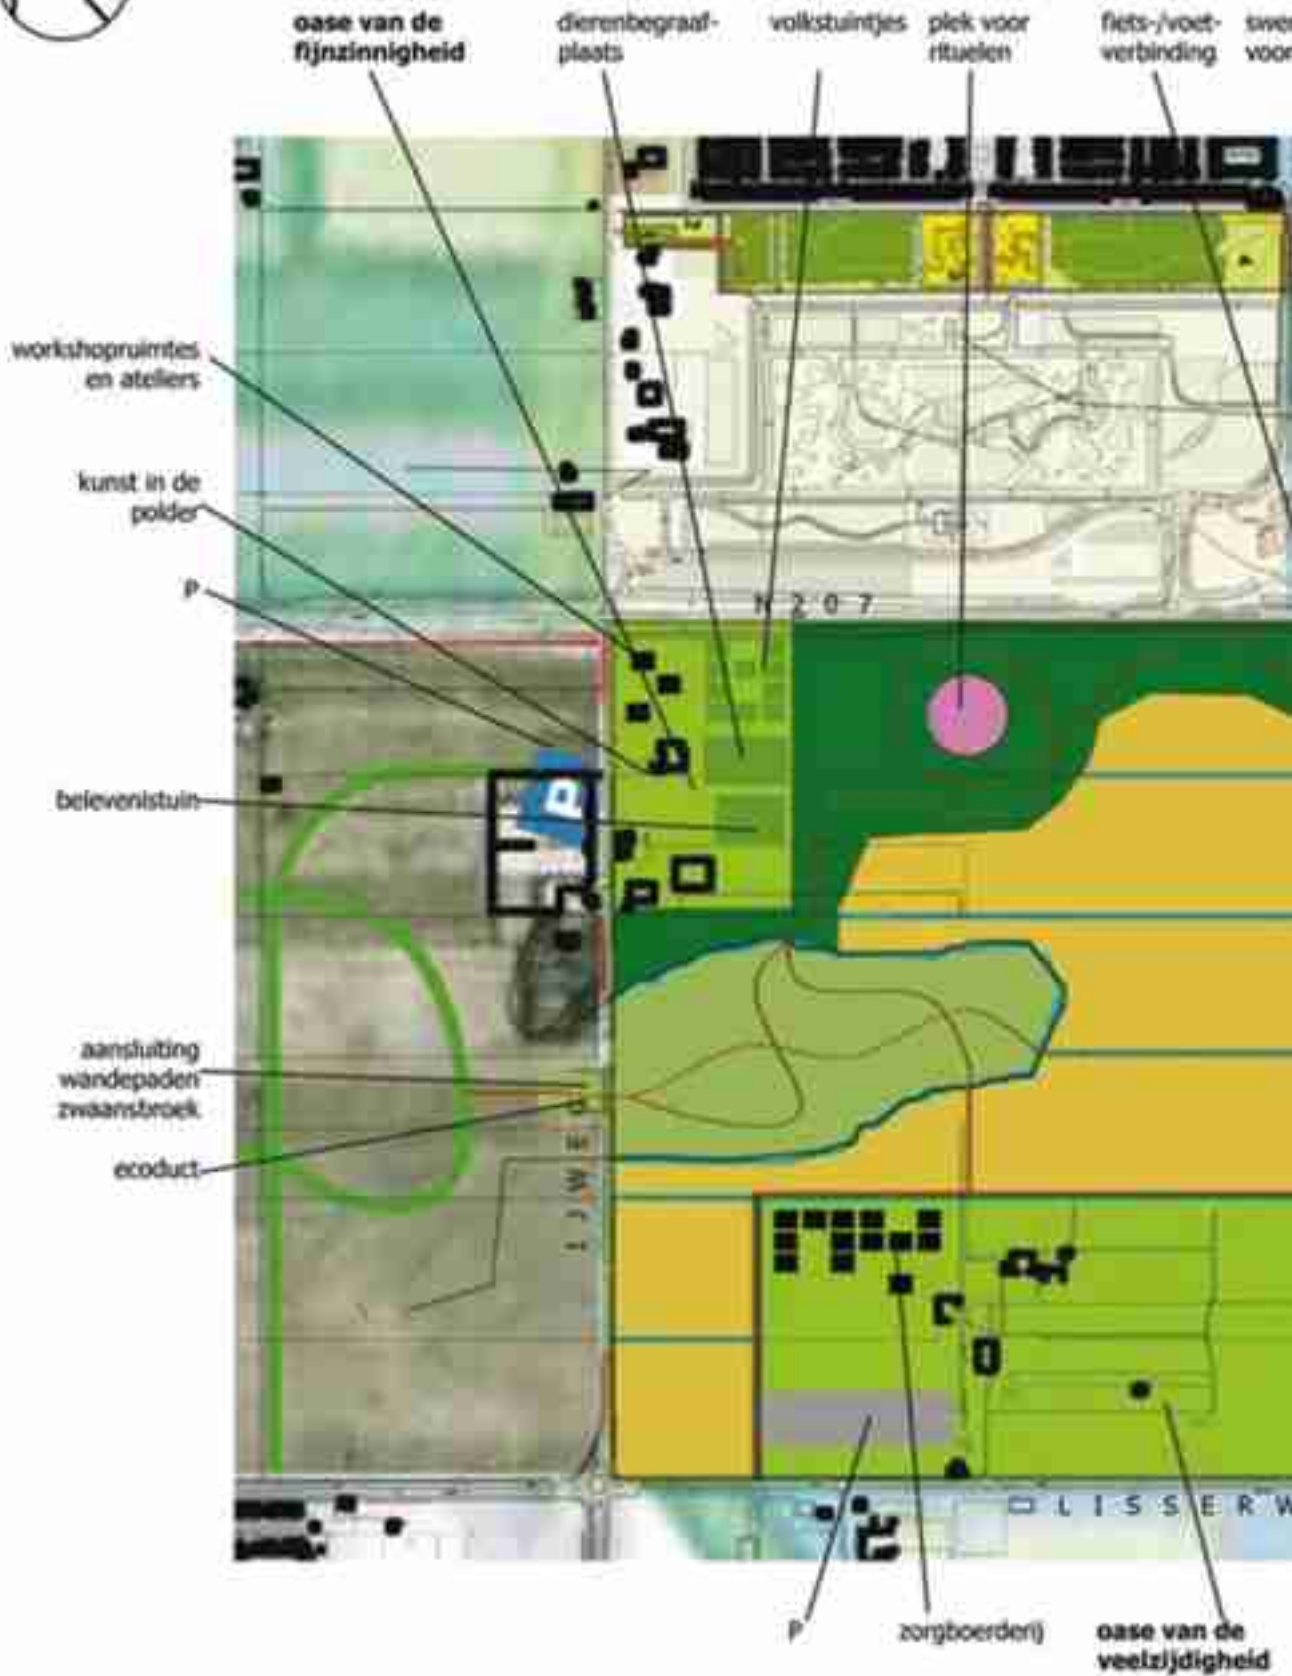 oase van de
fijnzinnigheid
dierenbegraaf-
plaats
volkstuintjes
plek voor
rituelen
fiets-/voet-
verbinding
voor
workshopruimtes
en ateliers
kunst in de
polder
P
N 2 0 7
belevenistuin
P
aansluiting
wandepaden
zwaansbroek
ecoduct
I J W E
L I S S E R W
P
zorgboerderij
oase van de
veelzijdigheid